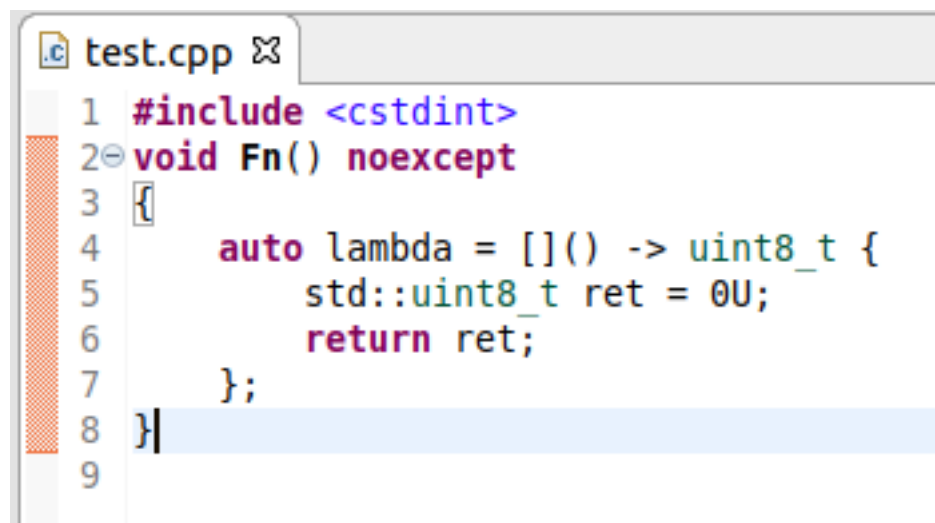 test.cpp
1 #include <cstdint>
2 void Fn() noexcept
3 {
4     auto lambda = []() -> uint8_t {
5         std::uint8_t ret = 0U;
6         return ret;
7     };
8 }
9